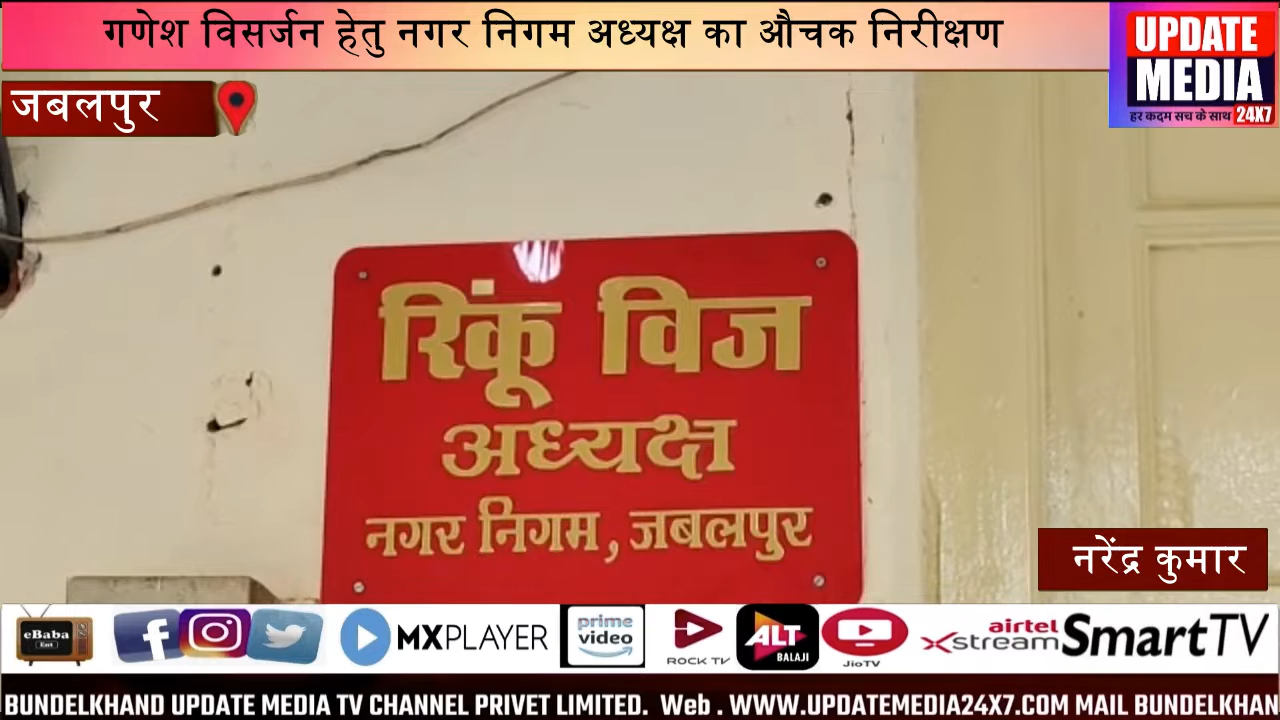 गणेश विसर्जन हेतु नगर निगम अध्यक्ष का औचक निरीक्षण
UPDATE
MEDIA
हर कदम सच के साथ 24X7
जबलपुर
रिंकू विज
अध्यक्ष
नगर निगम, जबलपुर
नरेंद्र कुमार
eBaba
Ent
MXPLAYER
prime
video
ROCK TV
ALT
BALAJI
JioTV
airtel
Xstream
SmartTV
BUNDELKHAND UPDATE MEDIA TV CHANNEL PRIVET LIMITED. Web . WWW.UPDATEMEDIA24X7.COM MAIL BUNDELKHAN